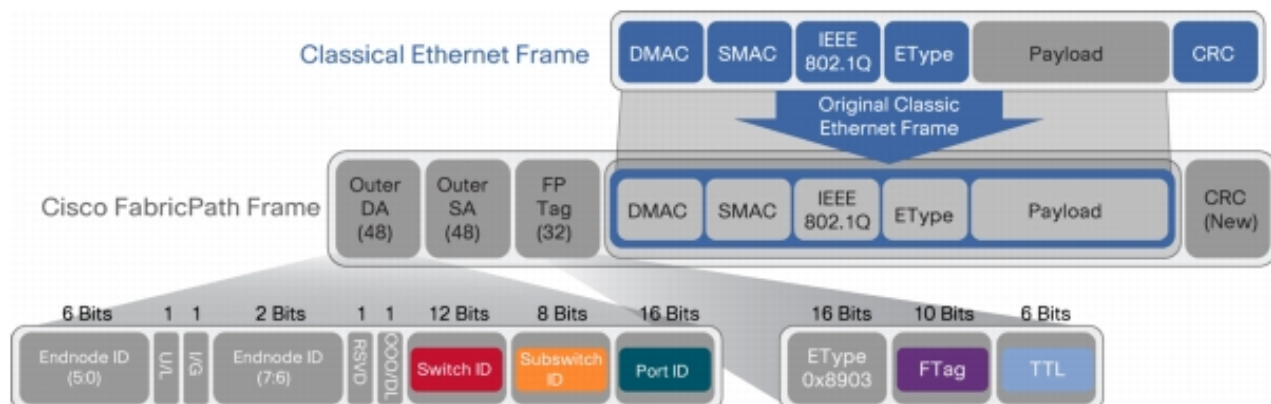 Classical Ethernet Frame
DMAC
SMAC
IEEE
802.1Q
EType
Payload
CRC
Original Classic
Ethernet Frame
Cisco FabricPath Frame
Outer
DA
(48)
Outer
SA
(48)
FP
Tag
(32)
DMAC
SMAC
IEEE
802.1Q
EType
Payload
CRC
(New)
6 Bits
1
1
2 Bits
1
1
12 Bits
8 Bits
16 Bits
Endnode ID
(5:0)
U/L
I/G
Endnode ID
(7:6)
RSVD
OOO/DL
Switch ID
Subswitch
ID
Port ID
16 Bits
10 Bits
6 Bits
EType
0x8903
FTag
TTL